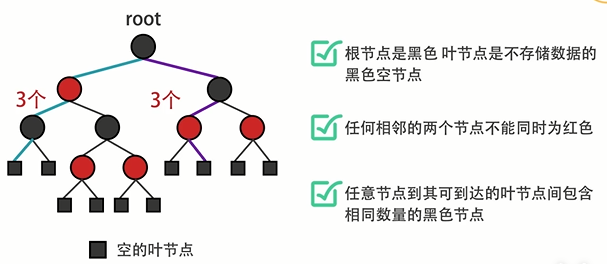 root
3个
3个
空的叶节点
根节点是黑色 叶节点是不存储数据的
黑色空节点
任何相邻的两个节点不能同时为红色
任意节点到其可到达的叶节点间包含
相同数量的黑色节点